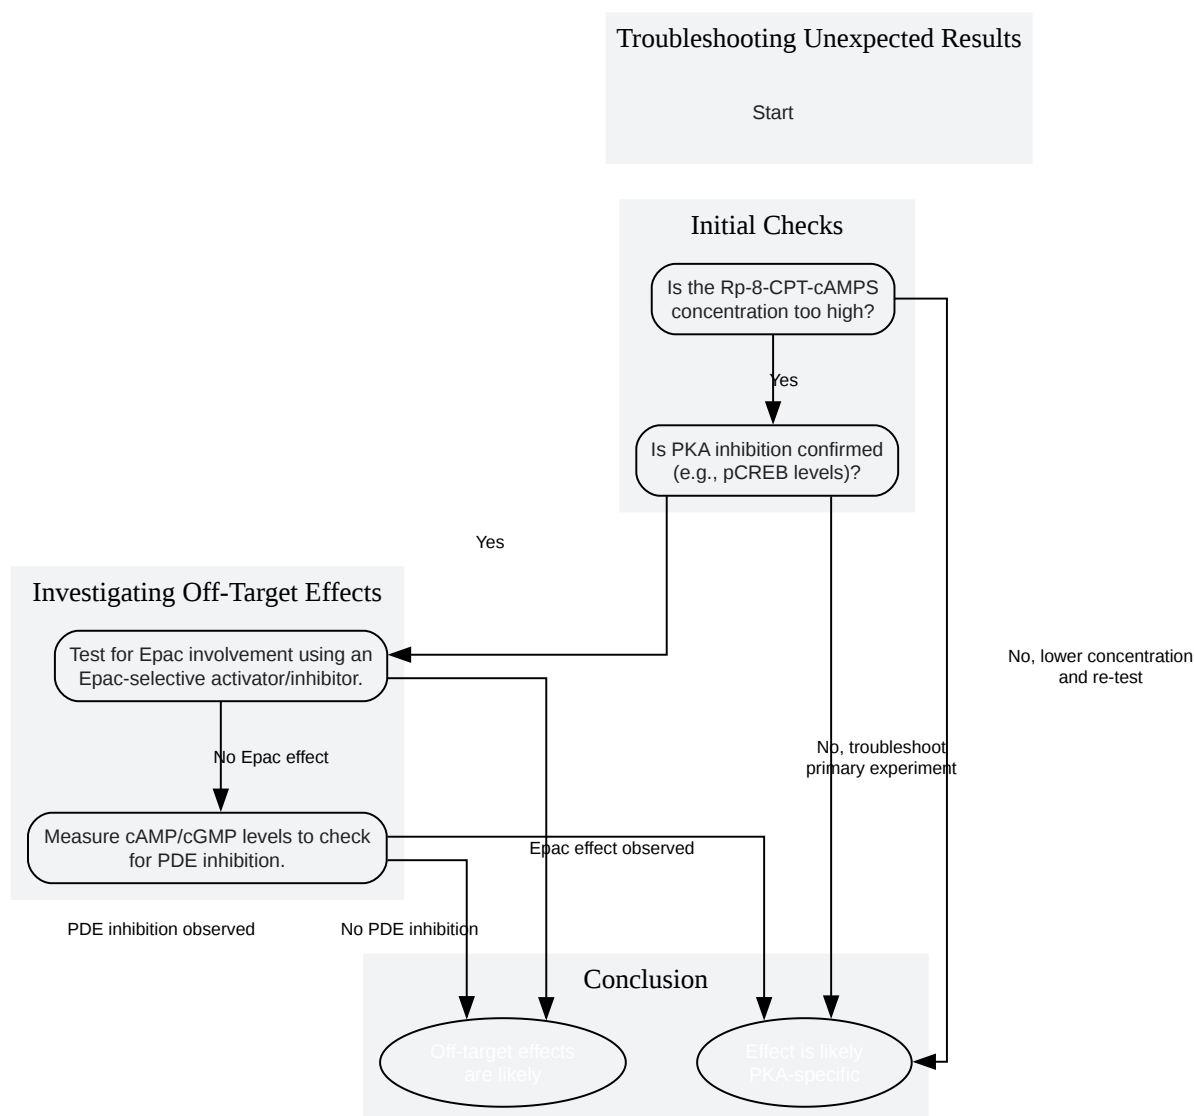 Troubleshooting Unexpected Results
Start
Initial Checks
Is the Rp-8-CPT-cAMPS
concentration too high?
Yes
Is PKA inhibition confirmed
(e.g., pCREB levels)?
Yes
Investigating Off-Target Effects
Test for Epac involvement using an
Epac-selective activator/inhibitor.
No, lower concentration
and re-test
No Epac effect
No, troubleshoot
primary experiment
Measure cAMP/cGMP levels to check
for PDE inhibition.
Epac effect observed
PDE inhibition observed
No PDE inhibition
Conclusion
Off-target effects
are likely
Effect is likely
PKA-specific